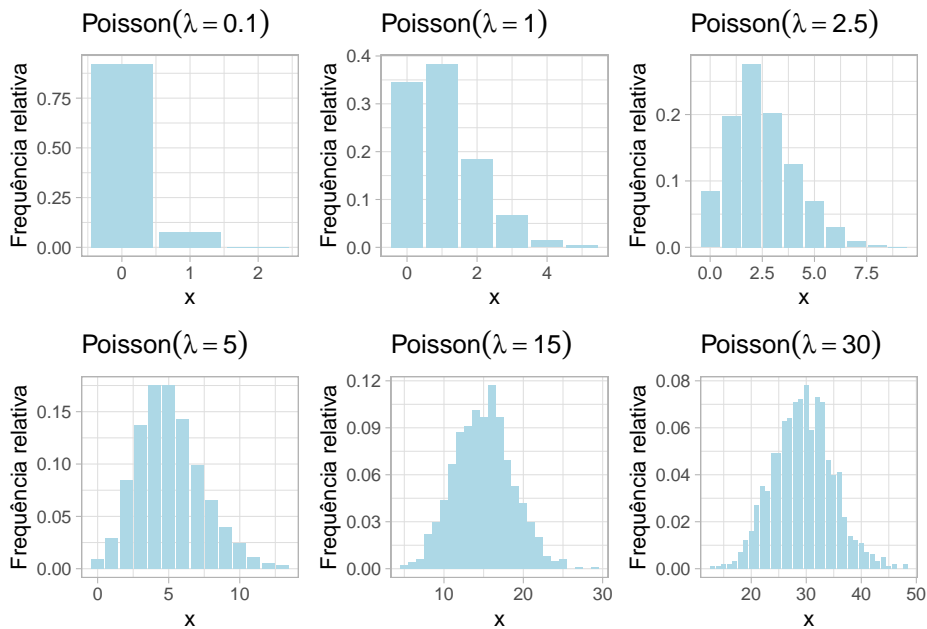 Poisson(λ = 0.1)
Frequência relativa
0.75
0.50
0.25
0.00
0
1
2
x
Poisson(λ = 1)
Frequência relativa
0.4
0.3
0.2
0.1
0.0
0
2
4
x
Poisson(λ = 2.5)
Frequência relativa
0.2
0.1
0.0
0.0
2.5
5.0
7.5
x
Poisson(λ = 5)
Frequência relativa
0.15
0.10
0.05
0.00
0
5
10
x
Poisson(λ = 15)
Frequência relativa
0.12
0.09
0.06
0.03
0.00
10
20
30
x
Poisson(λ = 30)
Frequência relativa
0.08
0.06
0.04
0.02
0.00
20
30
40
50
x